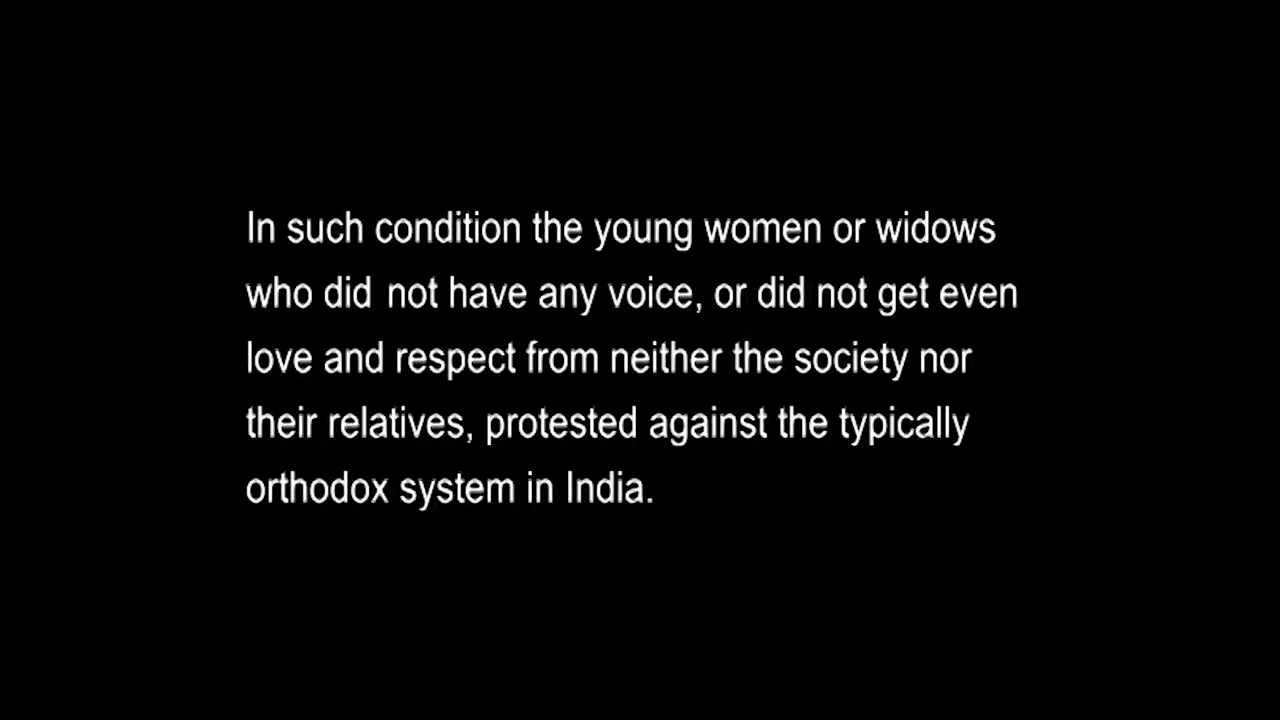 In such condition the young women or widows
who did not have any voice, or did not get even
love and respect from neither the society nor
their relatives, protested against the typically
orthodox system in India.